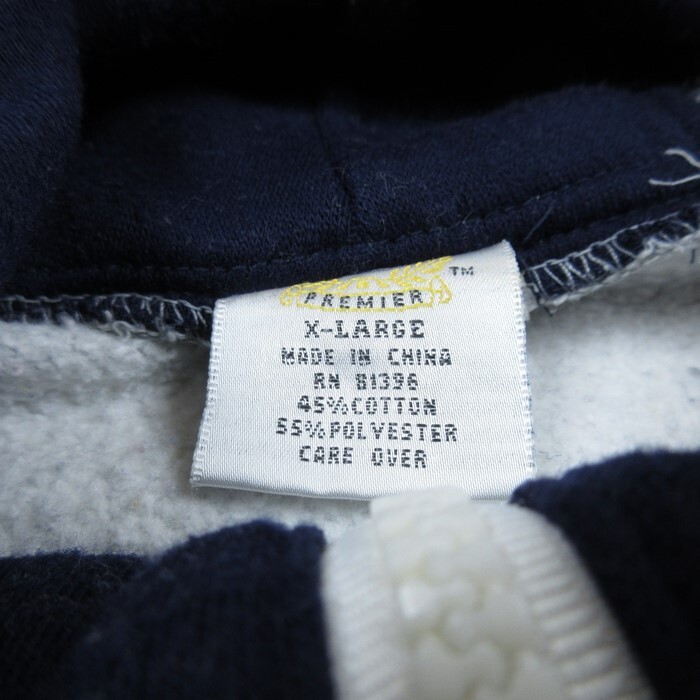 PREMIER ™
X-LARGE
MADE IN CHINA
RN 81396
45%COTTON
55%POLYESTER
CARE OVER